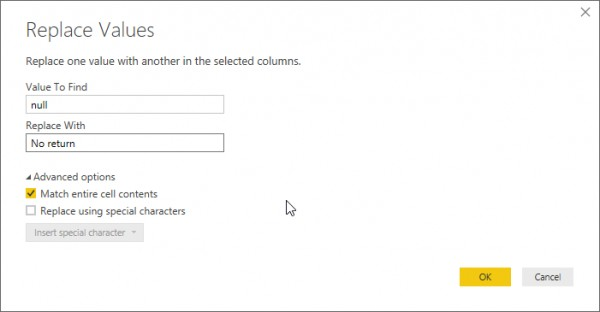 Replace Values
Replace one value with another in the selected columns.
Value To Find
null
Replace With
No return
Advanced options
Match entire cell contents
Replace using special characters
Insert special character
OK Cancel